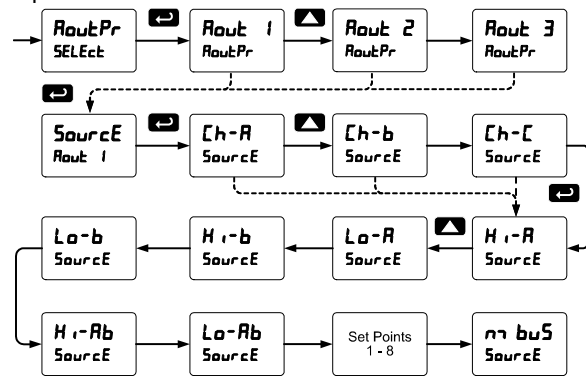 AoutPr
SELEct
Aout 1
AoutPr
Aout 2
AoutPr
Aout 3
AoutPr
SourcE
Aout 1
Ch-A
SourcE
Ch-b
SourcE
Ch-C
SourcE
Lo-b
SourcE
Hi-b
SourcE
Lo-A
SourcE
Hi-A
SourcE
Hi-Ab
SourcE
Lo-Ab
SourcE
Set Points
1 - 8
m buS
SourcE